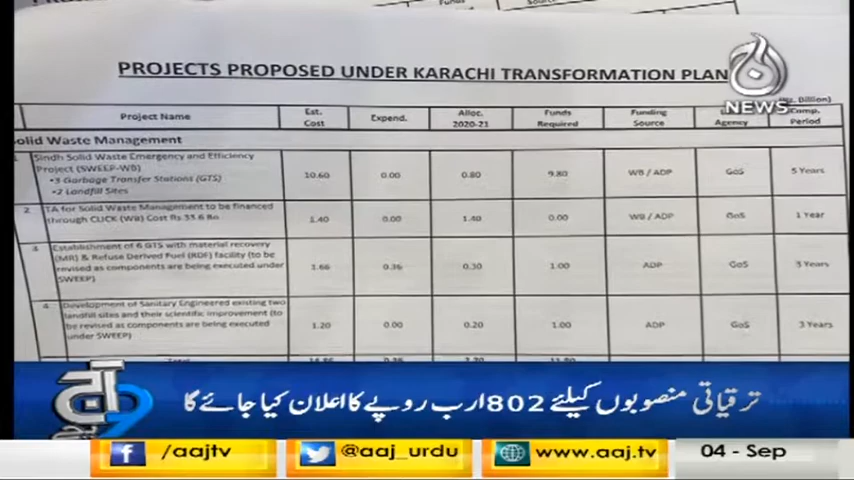 PROJECTS PROPOSED UNDER KARACHI TRANSFORMATION PLAN
NEWS
Billion)
Project Name Est. Cost Expend. Alloc. 2020-21 Funds Required Funding Source Agency Comp. Period
Solid Waste Management
1 Sindh Solid Waste Emergency and Efficiency Project (SWEEP-WB) •3 Garbage Transfer Stations (GTS) •2 Landfill Sites 10.60 0.00 0.80 9.80 WB / ADP GoS 5 Years
2 TA for Solid Waste Management to be financed through CLICK (WB) Cost Rs 33.6 Bn 1.40 0.00 1.40 0.00 WB / ADP GoS 1 Year
3 Establishment of 6 GTS with material recovery (MR) & Refuse Derived Fuel (RDF) facility (to be revised as components are being executed under SWEEP) 1.66 0.36 0.30 1.00 ADP GoS 3 Years
4 Development of Sanitary Engineered existing two landfill sites and their scientific improvement (to be revised as components are being executed under SWEEP) 1.20 0.00 0.20 1.00 ADP GoS 3 Years
Total
آج
ترقیاتی منصوبوں کیلئے 802 ارب روپے کا اعلان کیا جائے گا
/aajtv @aaj_urdu www.aaj.tv 04 - Sep